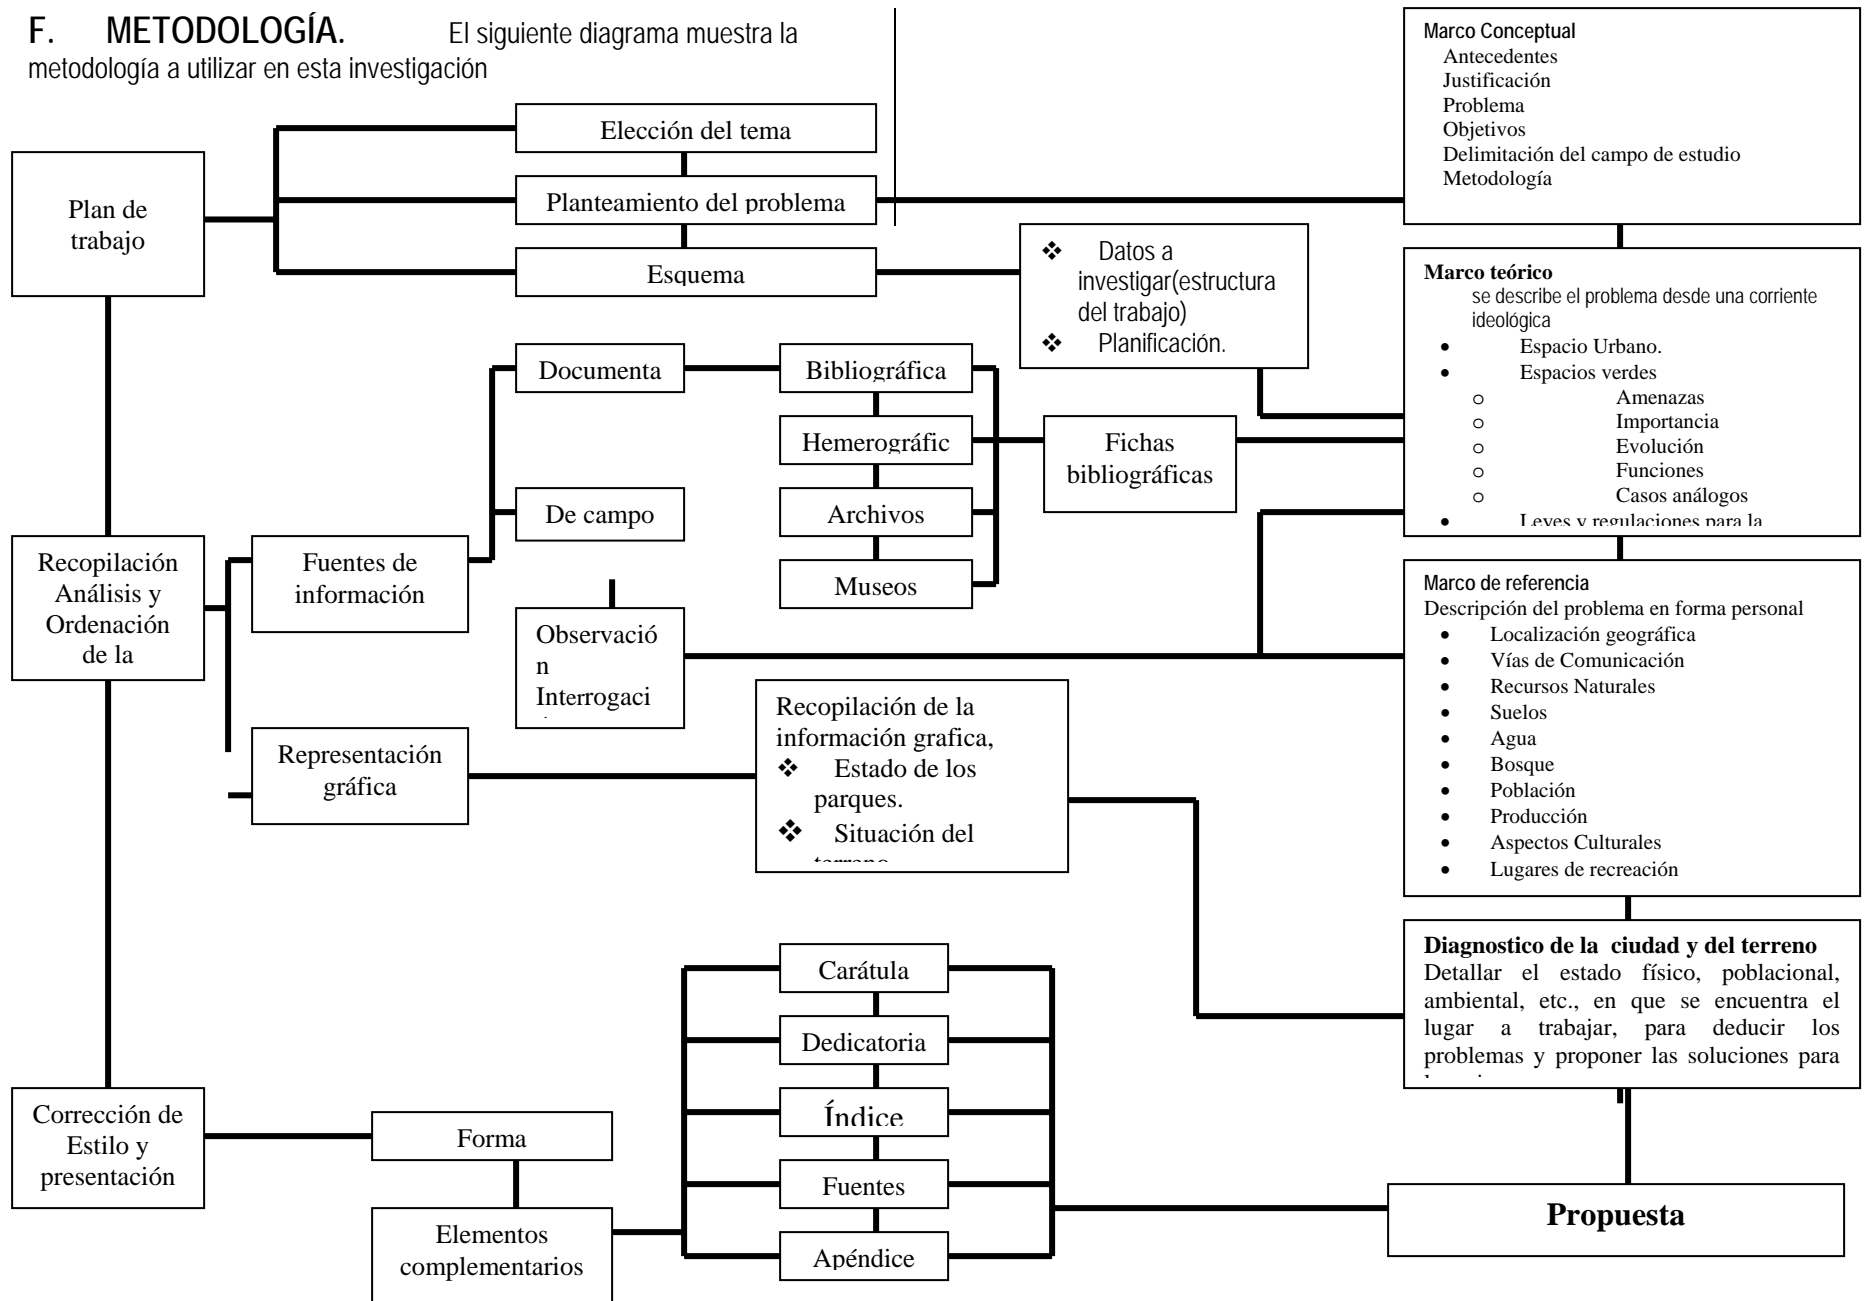 F. METODOLOGÍA. El siguiente diagrama muestra la
metodología a utilizar en esta investigación
Plan de
trabajo
Elección del tema
Planteamiento del problema
Esquema
Datos a
investigar(estructura
del trabajo)
Planificación.
Marco Conceptual
Antecedentes
Justificación
Problema
Objetivos
Delimitación del campo de estudio
Metodología
Marco teórico
se describe el problema desde una corriente
ideológica
Espacio Urbano.
Espacios verdes
Amenazas
Importancia
Evolución
Funciones
Casos análogos
Leyes y regulaciones para la
Recopilación
Análisis y
Ordenación
de la
Fuentes de
información
Documenta
De campo
Bibliográfica
Hemerográfic
Archivos
Museos
Fichas
bibliográficas
Observació
n
Interrogaci
Representación
gráfica
Recopilación de la
información grafica,
Estado de los
parques.
Situación del
terreno
Marco de referencia
Descripción del problema en forma personal
Localización geográfica
Vías de Comunicación
Recursos Naturales
Suelos
Agua
Bosque
Población
Producción
Aspectos Culturales
Lugares de recreación
Diagnostico de la ciudad y del terreno
Detallar el estado físico, poblacional,
ambiental, etc., en que se encuentra el
lugar a trabajar, para deducir los
problemas y proponer las soluciones para
Corrección de
Estilo y
presentación
Forma
Elementos
complementarios
Carátula
Dedicatoria
Índice
Fuentes
Apéndice
Propuesta